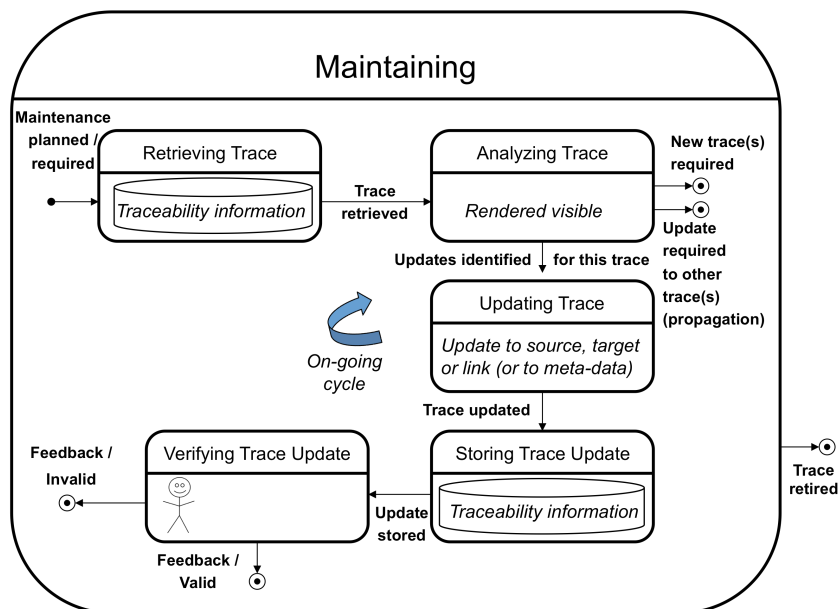 Maintaining
Maintenance
planned /
required
Retrieving Trace
Traceability information
Trace
retrieved
Analyzing Trace
Rendered visible
New trace(s)
required
Update
required
to other
trace(s)
(propagation)
Updates identified for this trace
Updating Trace
Update to source, target
or link (or to meta-data)
On-going
cycle
Trace updated
Storing Trace Update
Traceability information
Update
stored
Verifying Trace Update
Feedback /
Invalid
Feedback /
Valid
Trace
retired